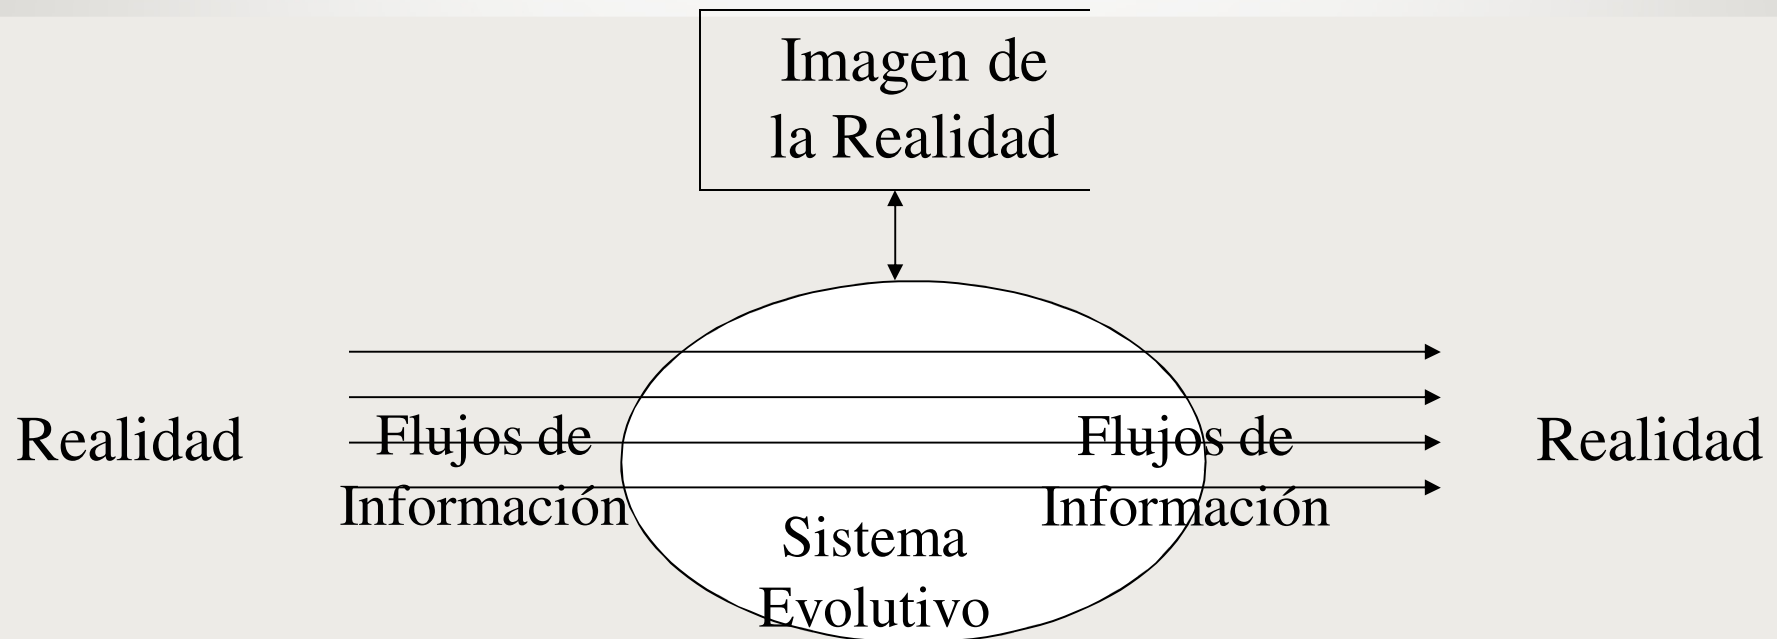 Imagen de
la Realidad
Realidad
Flujos de
Información
Flujos de
Información
Realidad
Sistema
Evolutivo